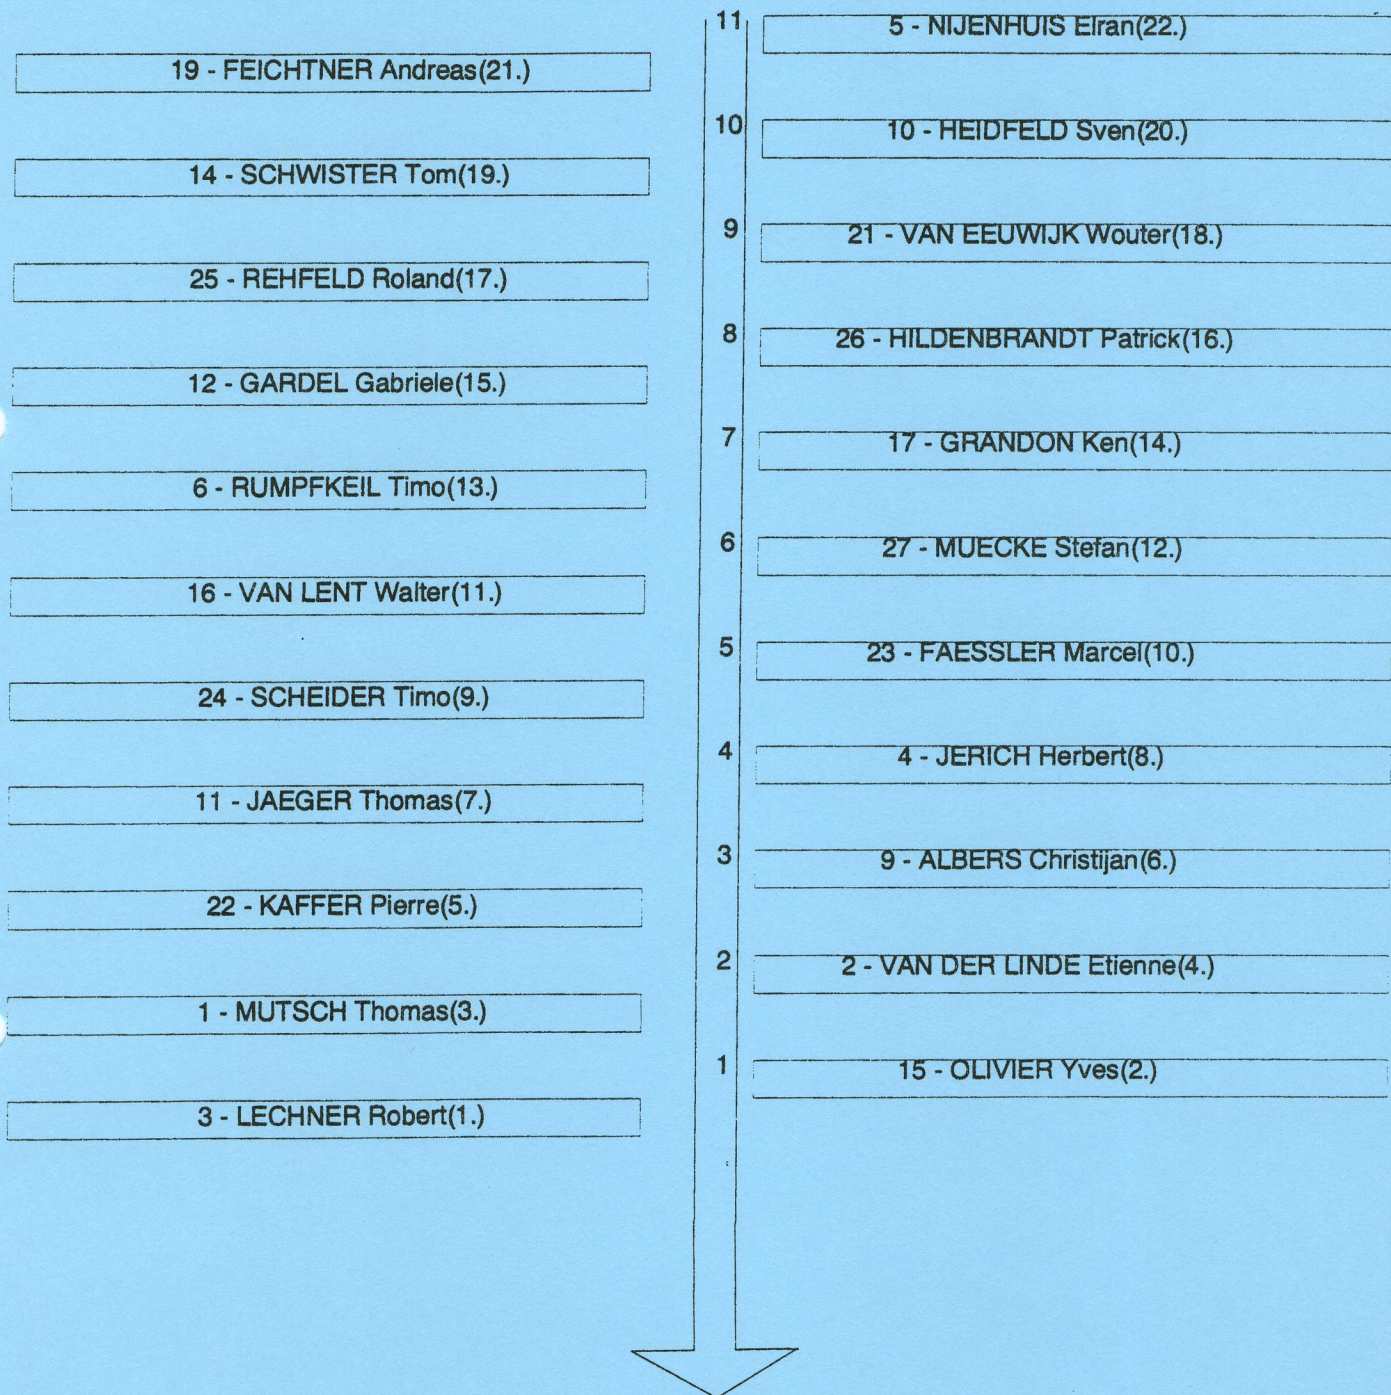 11
5 - NIJENHUIS Elran(22.)
19 - FEICHTNER Andreas(21.)
10
10 - HEIDFELD Sven(20.)
14 - SCHWISTER Tom(19.)
9
21 - VAN EEUWIJK Wouter(18.)
25 - REHFELD Roland(17.)
8
26 - HILDENBRANDT Patrick(16.)
12 - GARDEL Gabriele(15.)
7
17 - GRANDON Ken(14.)
6 - RUMPFKEIL Timo(13.)
6
27 - MUECKE Stefan(12.)
16 - VAN LENT Walter(11.)
5
23 - FAESSLER Marcel(10.)
24 - SCHEIDER Timo(9.)
4
4 - JERICH Herbert(8.)
11 - JAEGER Thomas(7.)
3
9 - ALBERS Christijan(6.)
22 - KAFFER Pierre(5.)
2
2 - VAN DER LINDE Etienne(4.)
1 - MUTSCH Thomas(3.)
1
15 - OLIVIER Yves(2.)
3 - LECHNER Robert(1.)